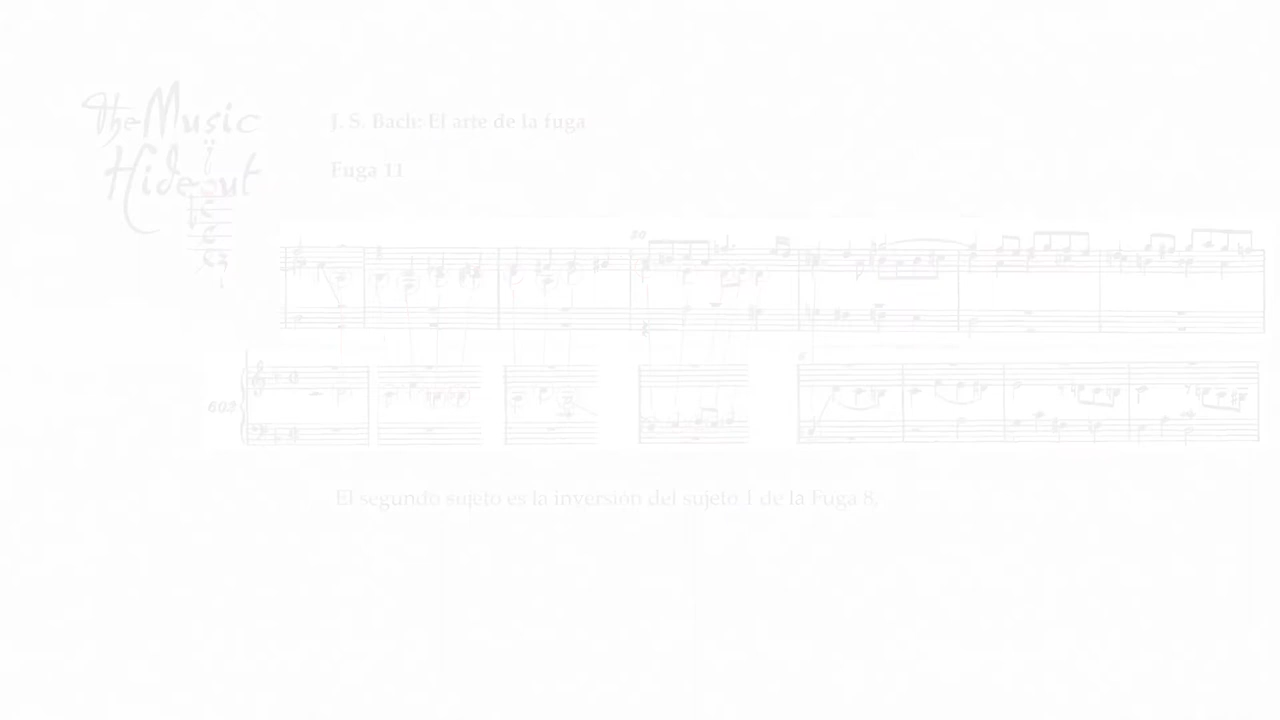 The Music
Hideout
J. S. Bach: El arte de la fuga
Fuga 11
El segundo sujeto es la inversión del sujeto 1 de la Fuga 8.